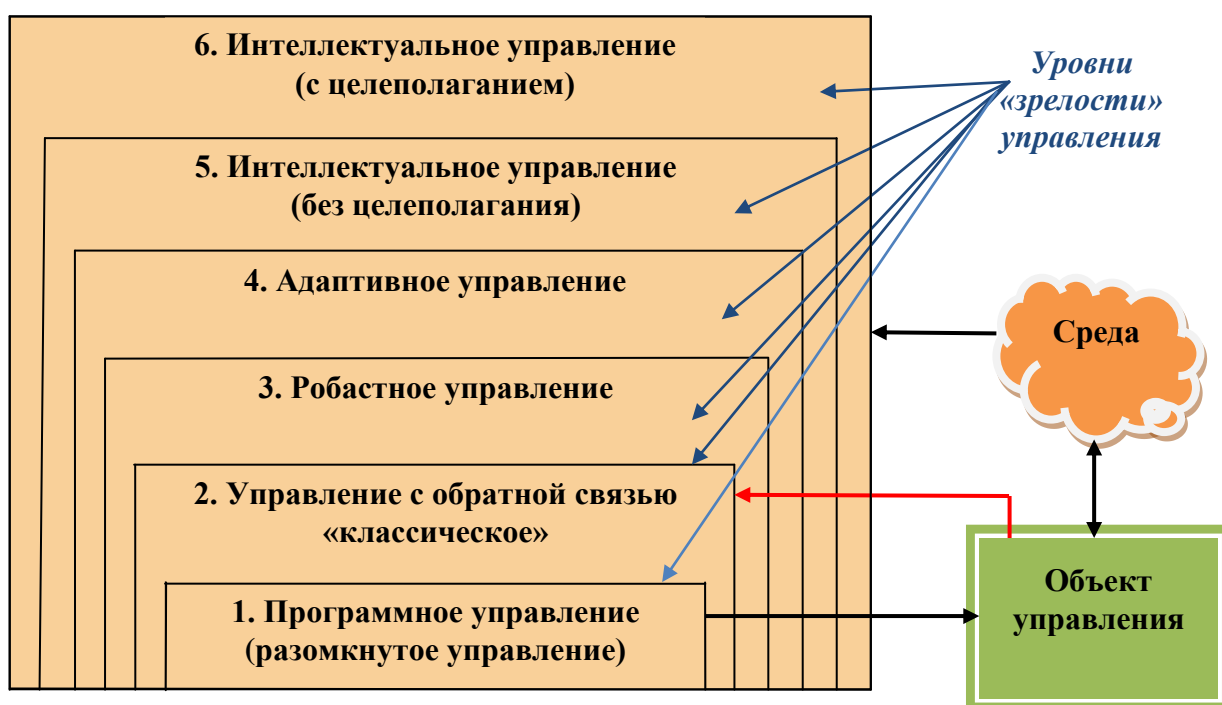 6. Интеллектуальное управление
(с целеполаганием)
Уровни
«зрелости»
управления
5. Интеллектуальное управление
(без целеполагания)
4. Адаптивное управление
Среда
3. Робастное управление
2. Управление с обратной связью
«классическое»
Объект
управления
1. Программное управление
(разомкнутое управление)